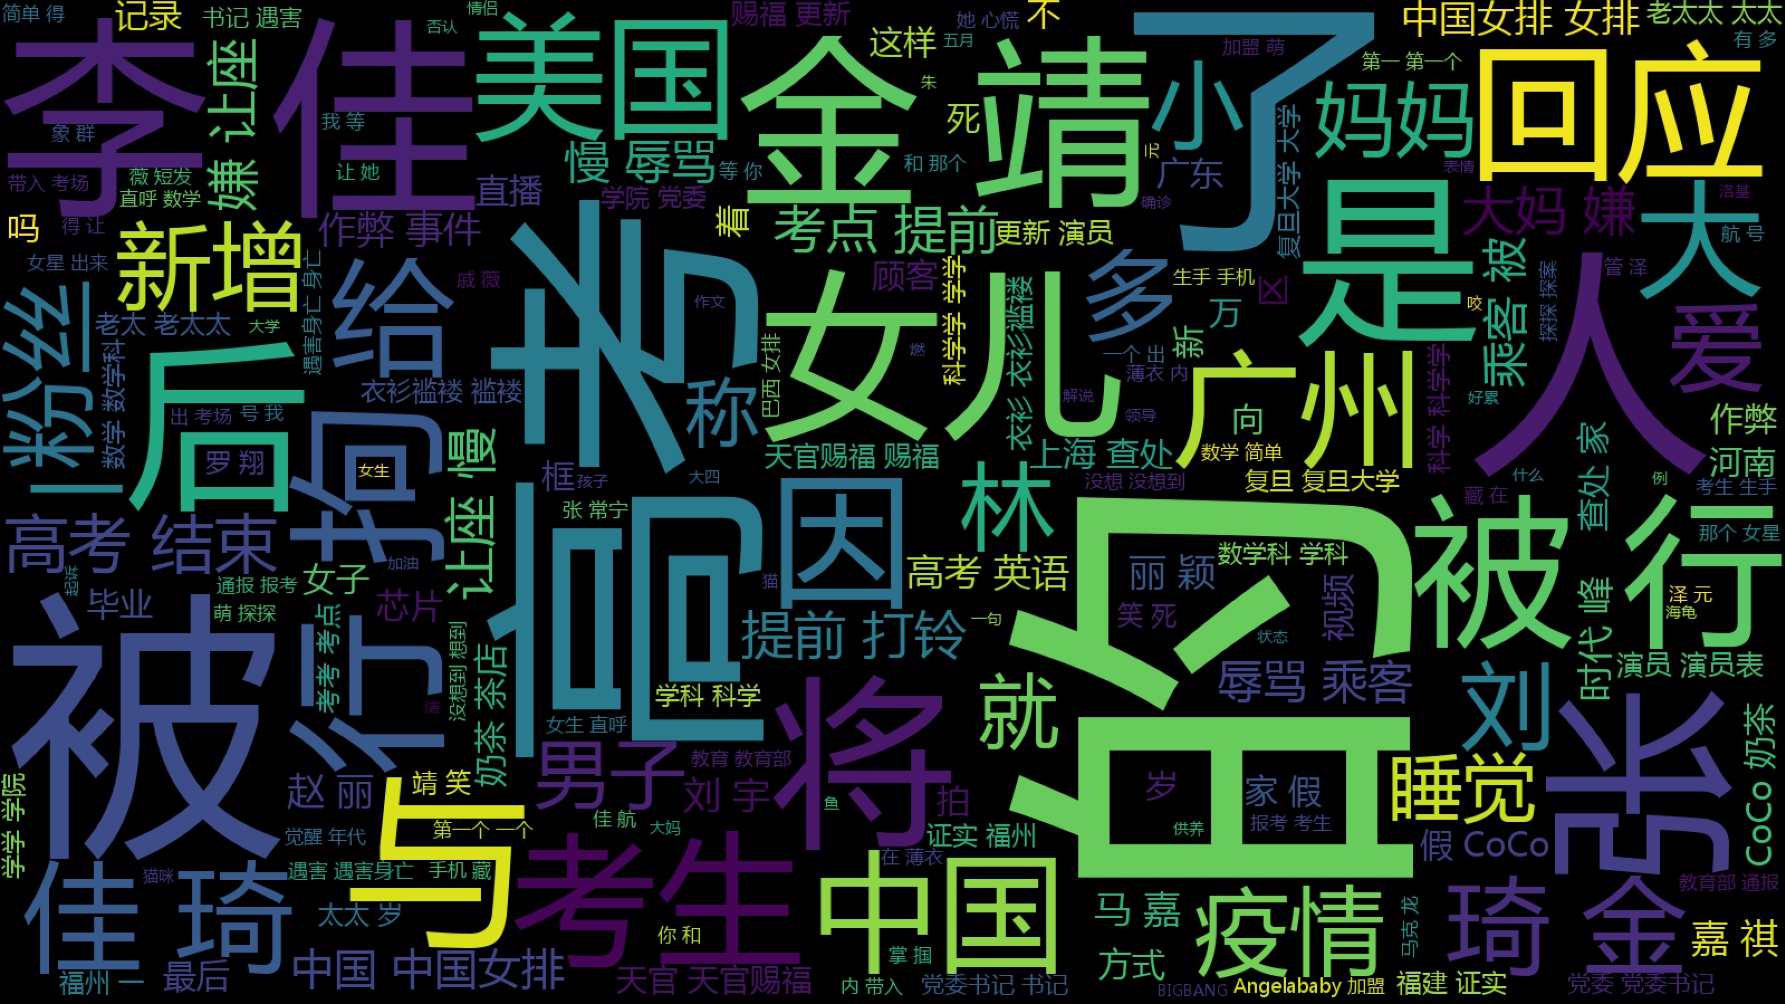 简单 得
记录
书记 遇害
否认
情侣
赐福 更新
她 心慌
不
中国女排 女排
老太太 太太
李 佳
嫌 让座
美国
金 靖
这样
五月
了
加盟 萌
第一 第一个
有 多
象 群
我 等
朱
死
小
妈妈
回应
带入 考场
薇 短发
直呼 数学
让 她
慢 辱骂
等 你
和 那个
元
广东
复旦大学 大学
表情
吗
得 让
作弊 事件
直播
学院 党委
着
考点 提前
更新 演员
确诊
是
大妈 嫌
大
洛基
航 号
女星 出来
新增
遇害身亡 身亡
给
戚 薇
高考
作文
女儿
顾客
科学学 学学
衣衫 衣衫褴褛
多
生手 手机
区
咬
乘客 被
探探 探案
管 泽
人
粉丝
老太 老太太
大学
万
新
爱
一
后
数学 数学科
衣衫褴褛 褴褛
称
巴西 女排
一个 出
薄衣 内
广州
科学 科学学
好累
作弊
出 考场
号 我
罗 翔
行拘
女生
让座 慢
框
孩子
大四
天官赐福 赐福
解说
领导
上海 查处
向
数学 简单
没想 没想到
复旦 复旦大学
什么
藏 在
查处 家
例
河南
考生 生手
高考 结束
张 常宁
因
林
被
行
那个 女星
起诉
通报 报考
女子
加油
猫
高考 英语
丽 颖
数学科 学科
视频
毕业
萌 探探
芯片
提前 打铃
一句
笑 死
状态
时代 峰
泽 元
海龟
被
考考 考点
没想到 想到
奶茶 茶店
学科 科学
就
辱骂 乘客
演员 演员表
洁
女生 直呼
将
刘
赵 丽
靖 笑
男子
教育 教育部
刘 宇
拍
岁
家 假
睡觉
张
CoCo 奶茶
学学 学院
觉醒 年代
与
第一个 一个
佳 航
大妈
鱼
证实 福州
供养
报考 考生
假 CoCo
佳 琦
猫咪
遇害 遇害身亡
手机 藏
考生
在 薄衣
中国
马 嘉
疫情
马克 龙
琦 金
教育部 通报
太太 岁
你 和
掌 掴
方式
嘉 祺
福州 一
最后
中国 中国女排
天官 天官赐福
内 带入
党委书记 书记
BIGBANG
Angelababy 加盟
福建 证实
党委 党委书记